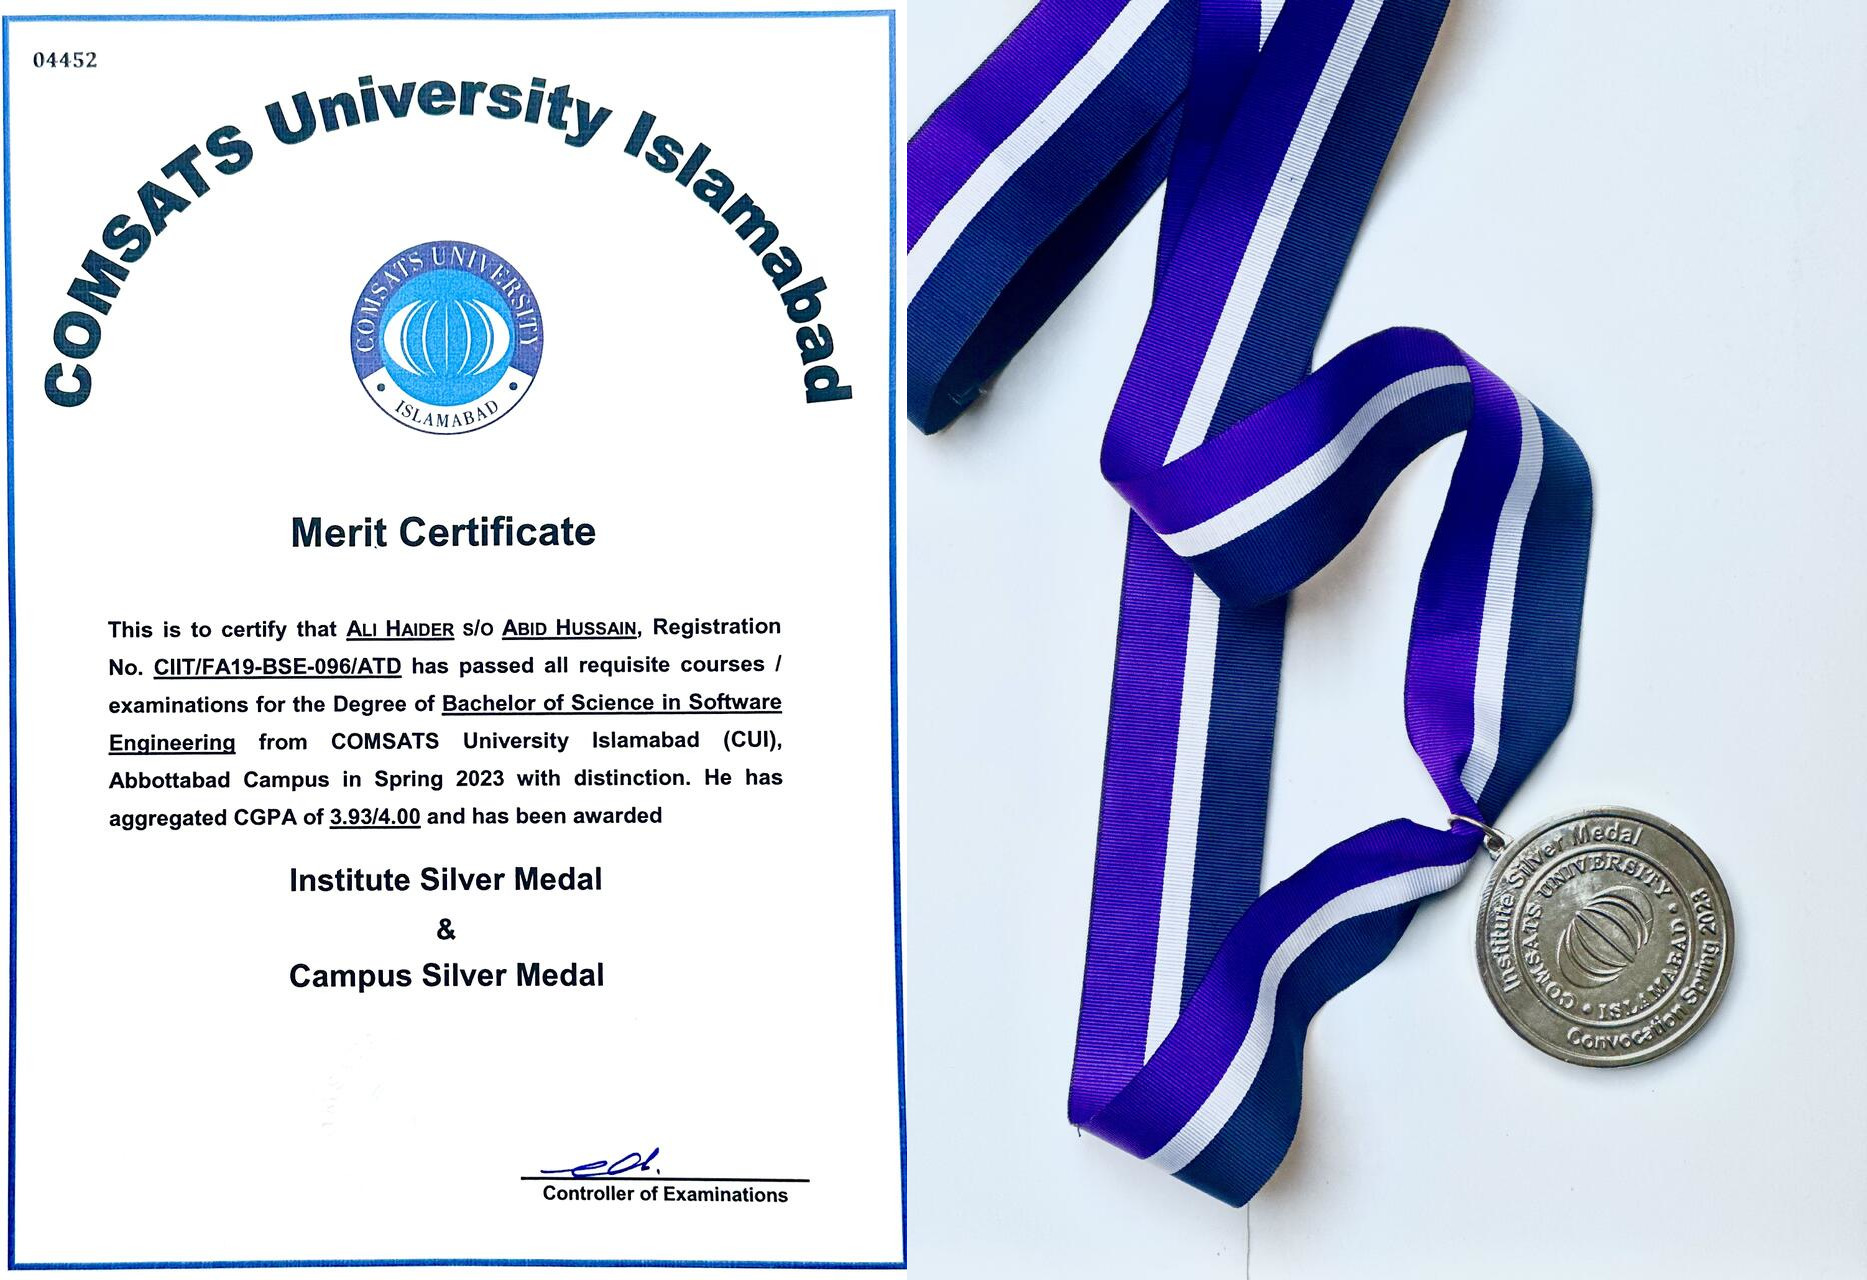 04452
COMSATS University Islamabad
COMSATS UNIVERSITY
ISLAMABAD
Merit Certificate
This is to certify that ALI HAIDER S/O ABID HUSSAIN, Registration
No. CIIT/FA19-BSE-096/ATD has passed all requisite courses /
examinations for the Degree of Bachelor of Science in Software
Engineering from COMSATS University Islamabad (CUI),
Abbottabad Campus in Spring 2023 with distinction. He has
aggregated CGPA of 3.93/4.00 and has been awarded
Institute Silver Medal
&
Campus Silver Medal
Controller of Examinations
Institute Silver Medal
COMSATS UNIVERSITY
ISLAMABAD
Convocation Spring 2023